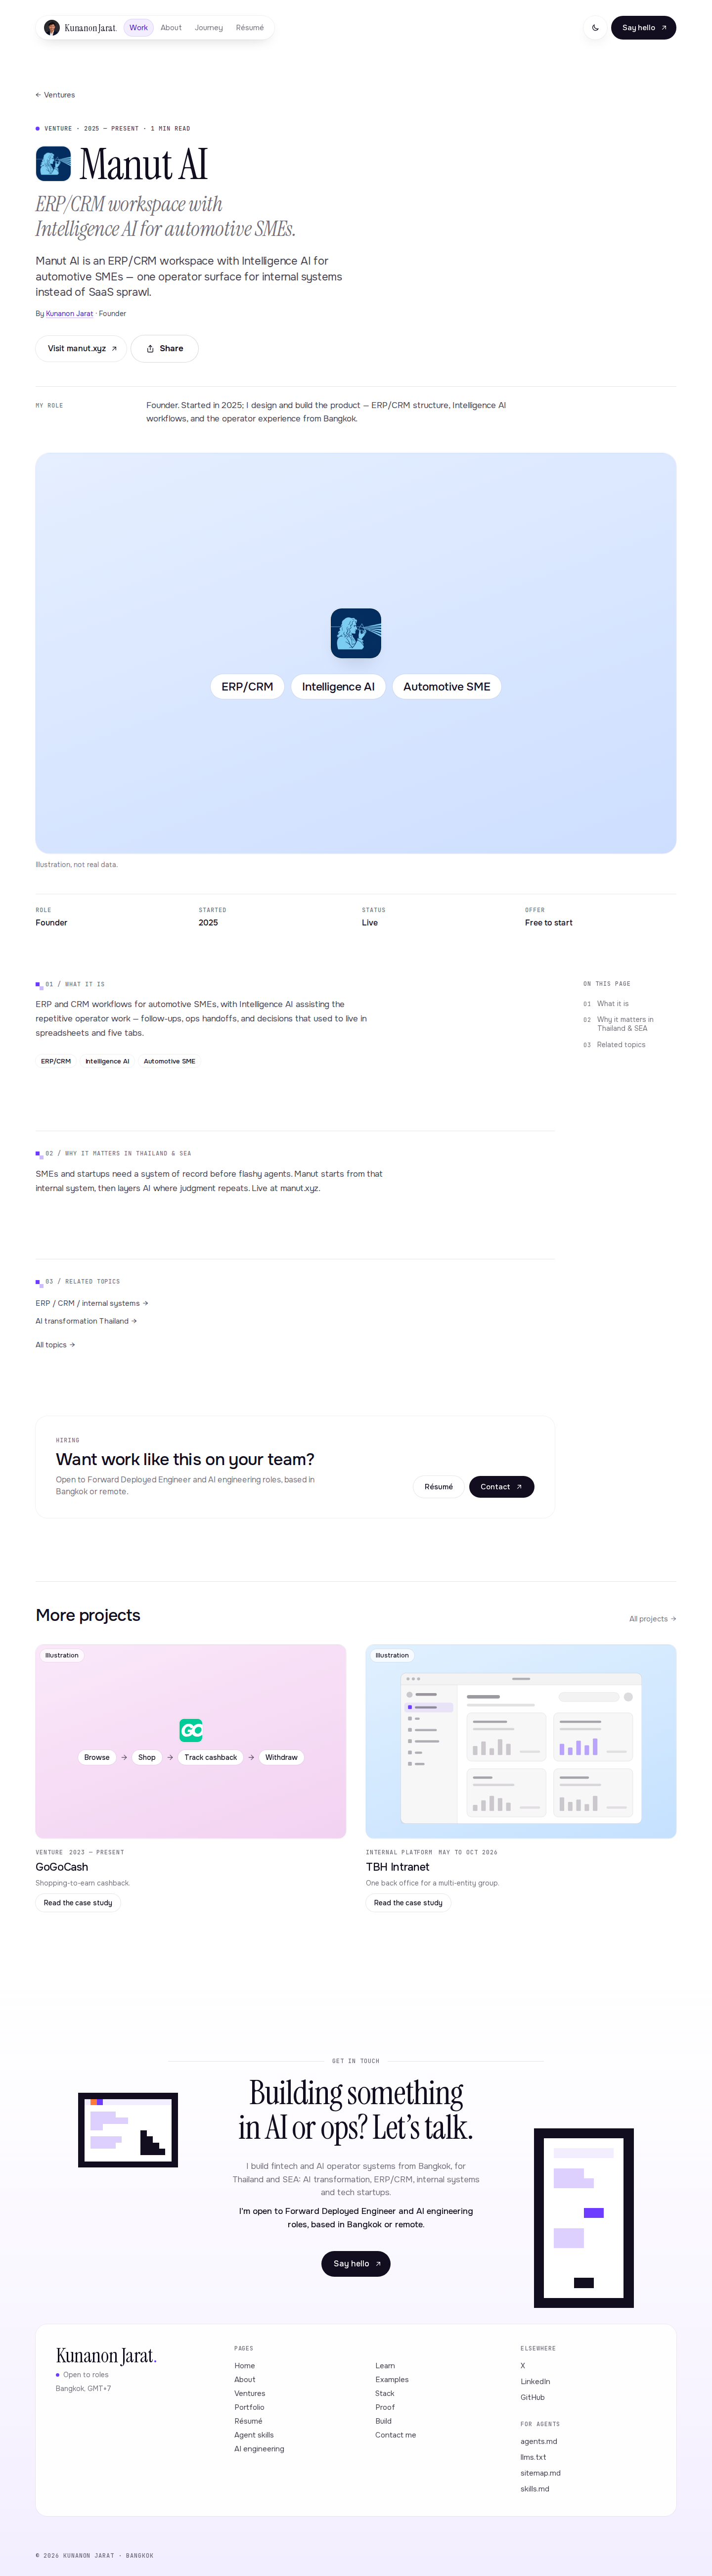 Kunanon Jarat.
Work
About
Journey
Résumé
Say hello ↗
← Ventures
VENTURE · 2025 — PRESENT · 1 MIN READ
Manut AI
ERP/CRM workspace with
Intelligence AI for automotive SMEs.
Manut AI is an ERP/CRM workspace with Intelligence AI for
automotive SMEs — one operator surface for internal systems
instead of SaaS sprawl.
By Kunanon Jarat · Founder
Visit manut.xyz ↗
Share
MY ROLE
Founder. Started in 2025; I design and build the product — ERP/CRM structure, Intelligence AI
workflows, and the operator experience from Bangkok.
ERP/CRM
Intelligence AI
Automotive SME
Illustration, not real data.
ROLE
Founder
STARTED
2025
STATUS
Live
OFFER
Free to start
01 / WHAT IT IS
ERP and CRM workflows for automotive SMEs, with Intelligence AI assisting the
repetitive operator work — follow-ups, ops handoffs, and decisions that used to live in
spreadsheets and five tabs.
ERP/CRM
Intelligence AI
Automotive SME
ON THIS PAGE
01 What it is
02 Why it matters in
Thailand & SEA
03 Related topics
02 / WHY IT MATTERS IN THAILAND & SEA
SMEs and startups need a system of record before flashy agents. Manut starts from that
internal system, then layers AI where judgment repeats. Live at manut.xyz.
03 / RELATED TOPICS
ERP / CRM / internal systems →
AI transformation Thailand →
All topics →
HIRING
Want work like this on your team?
Open to Forward Deployed Engineer and AI engineering roles, based in
Bangkok or remote.
Résumé
Contact ↗
More projects
All projects →
Illustration
GO
Browse → Shop → Track cashback → Withdraw
VENTURE 2023 — PRESENT
GoGoCash
Shopping-to-earn cashback.
Read the case study
Illustration
INTERNAL PLATFORM MAY TO OCT 2026
TBH Intranet
One back office for a multi-entity group.
Read the case study
GET IN TOUCH
Building something
in AI or ops? Let's talk.
I build fintech and AI operator systems from Bangkok, for
Thailand and SEA: AI transformation, ERP/CRM, internal systems
and tech startups.
I'm open to Forward Deployed Engineer and AI engineering
roles, based in Bangkok or remote.
Say hello ↗
Kunanon Jarat.
Open to roles
Bangkok, GMT+7
PAGES
Home
About
Ventures
Portfolio
Résumé
Agent skills
AI engineering
Learn
Examples
Stack
Proof
Build
Contact me
ELSEWHERE
X
LinkedIn
GitHub
FOR AGENTS
agents.md
llms.txt
sitemap.md
skills.md
© 2026 KUNANON JARAT · BANGKOK